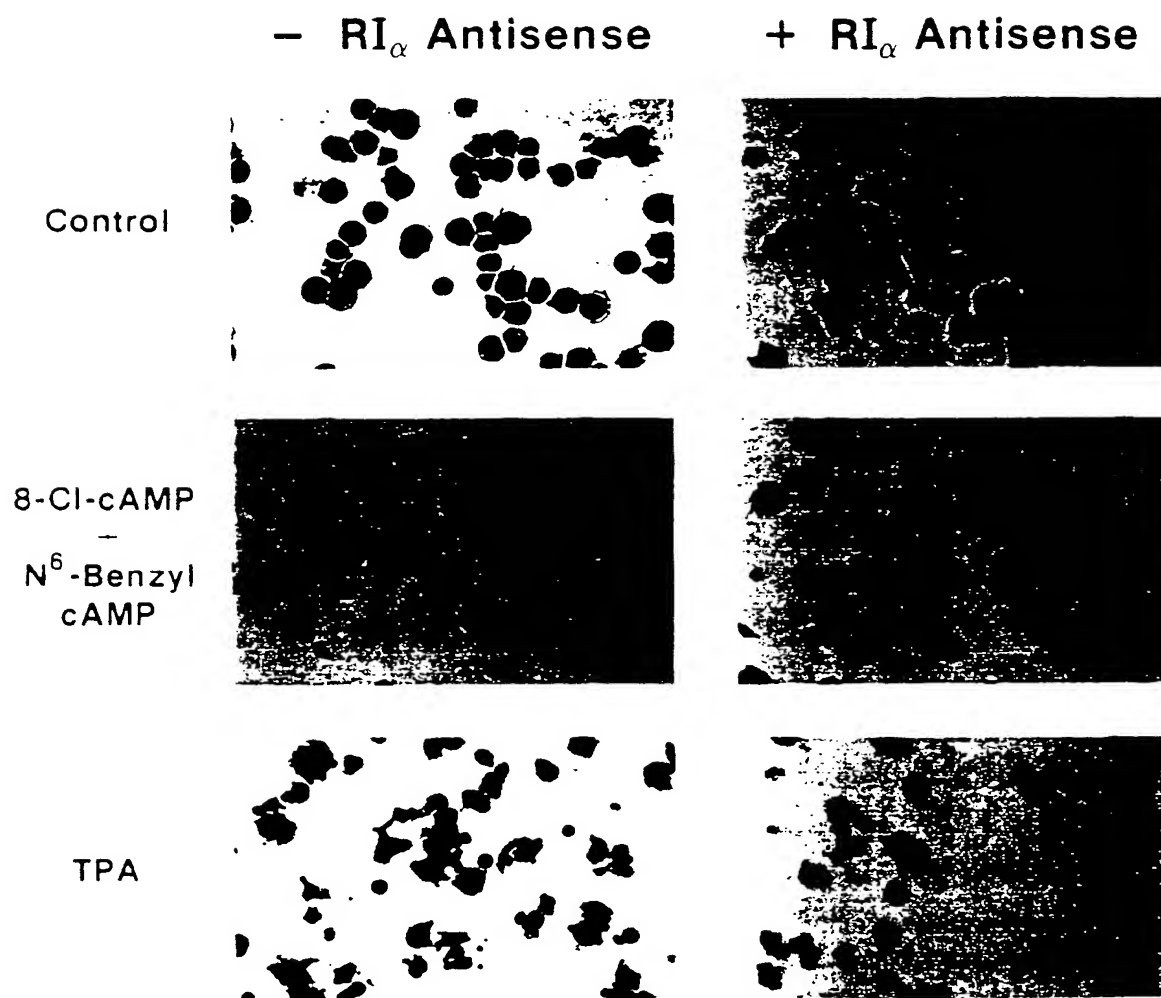 − RIα Antisense
+ RIα Antisense
Control
8-Cl-cAMP
+
N⁶-Benzyl
cAMP
TPA